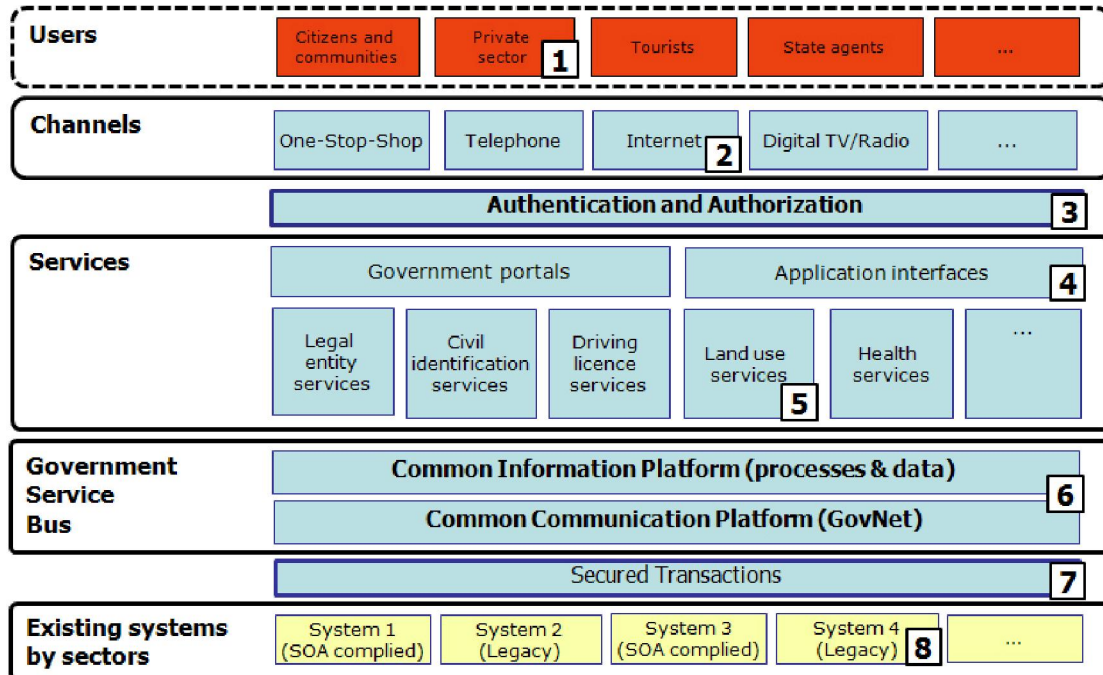 Users
Citizens and
communities
Private
sector
1
Tourists
State agents
...
Channels
One-Stop-Shop
Telephone
Internet
2
Digital TV/Radio
...
Authentication and Authorization
3
Services
Government portals
Application interfaces
4
Legal
entity
services
Civil
identification
services
Driving
licence
services
Land use
services
5
Health
services
...
Government
Service
Bus
Common Information Platform (processes & data)
6
Common Communication Platform (GovNet)
Secured Transactions
7
Existing systems
by sectors
System 1
(SOA complied)
System 2
(Legacy)
System 3
(SOA complied)
System 4
(Legacy)
8
...